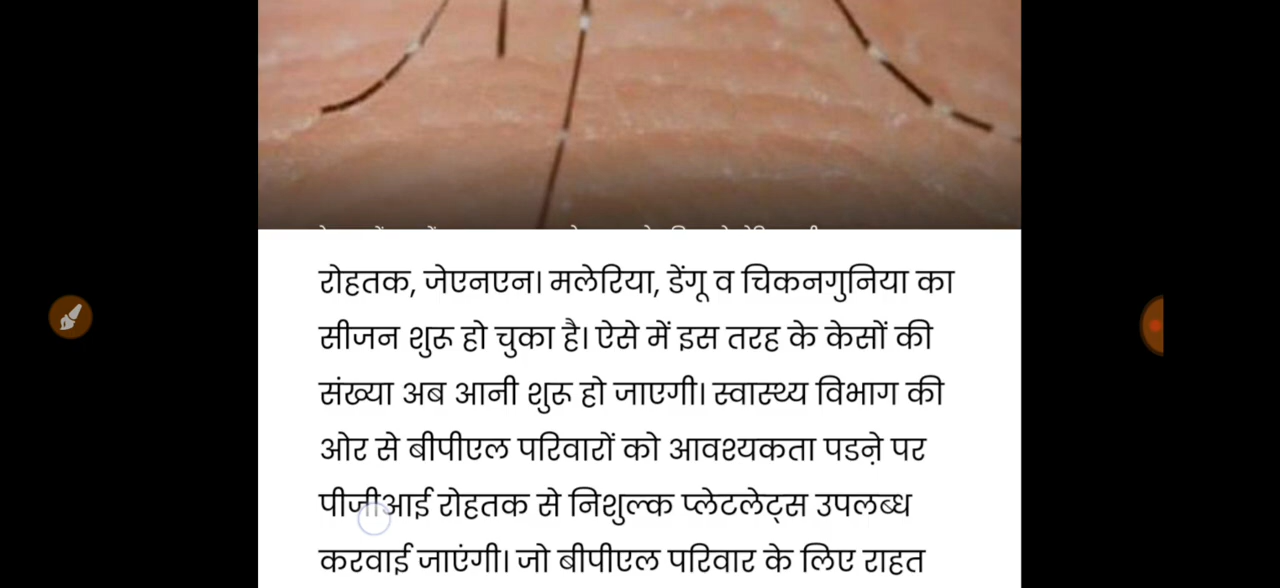 रोहतक, जेएनएन। मलेरिया, डेंगू व चिकनगुनिया का
सीजन शुरू हो चुका है। ऐसे में इस तरह के केसों की
संख्या अब आनी शुरू हो जाएगी। स्वास्थ्य विभाग की
ओर से बीपीएल परिवारों को आवश्यकता पडऩे पर
पीजीआई रोहतक से निशुल्क प्लेटलेट्स उपलब्ध
करवाई जाएंगी। जो बीपीएल परिवार के लिए राहत